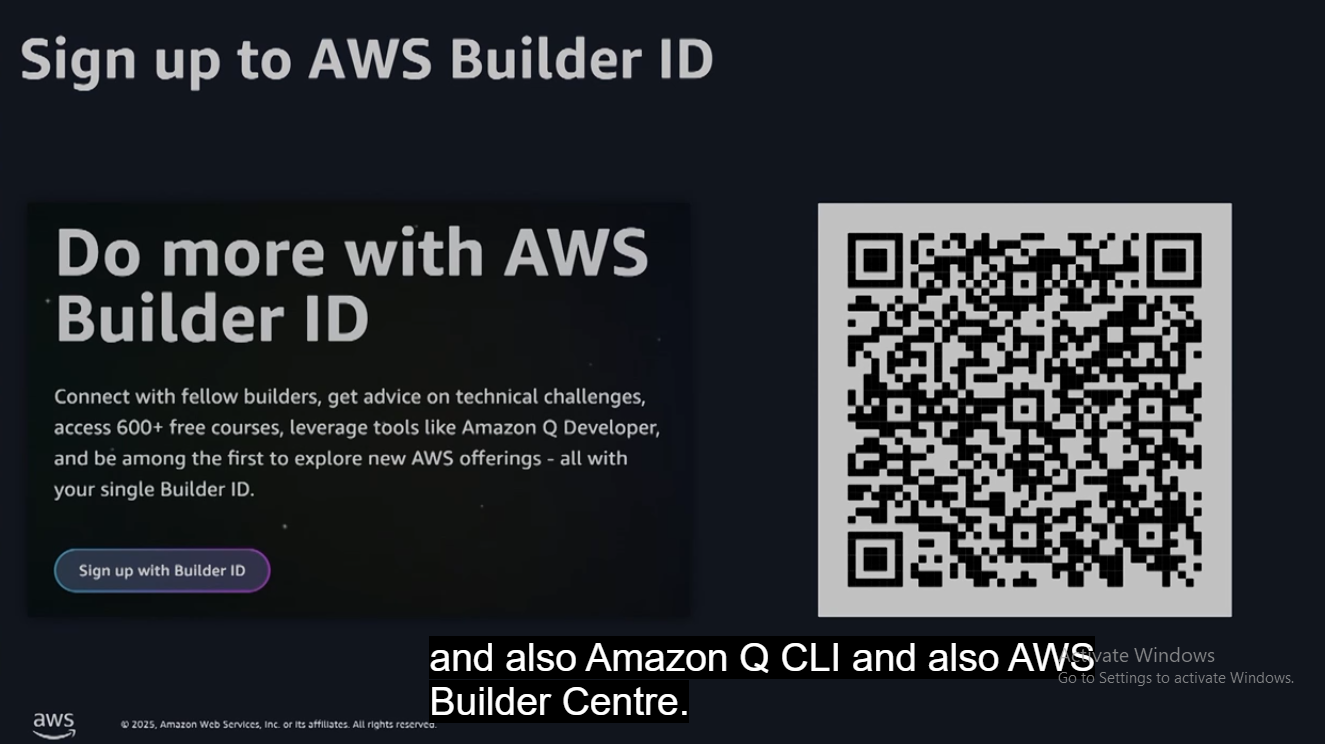 Sign up to AWS Builder ID
Do more with AWS
Builder ID
Connect with fellow builders, get advice on technical challenges,
access 600+ free courses, leverage tools like Amazon Q Developer,
and be among the first to explore new AWS offerings - all with
your single Builder ID.
Sign up with Builder ID
and also Amazon Q CLI and also AWS
Builder Centre.
Activate Windows
Go to Settings to activate Windows.
aws
© 2025, Amazon Web Services, Inc. or its affiliates. All rights reserved.